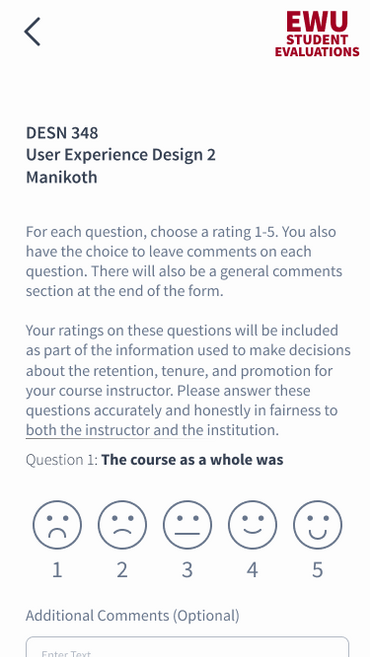 EWU
STUDENT
EVALUATIONS
DESN 348
User Experience Design 2
Manikoth
For each question, choose a rating 1-5. You also
have the choice to leave comments on each
question. There will also be a general comments
section at the end of the form.
Your ratings on these questions will be included
as part of the information used to make decisions
about the retention, tenure, and promotion for
your course instructor. Please answer these
questions accurately and honestly in fairness to
both the instructor and the institution.
Question 1: The course as a whole was
1 2 3 4 5
Additional Comments (Optional)
Enter Text